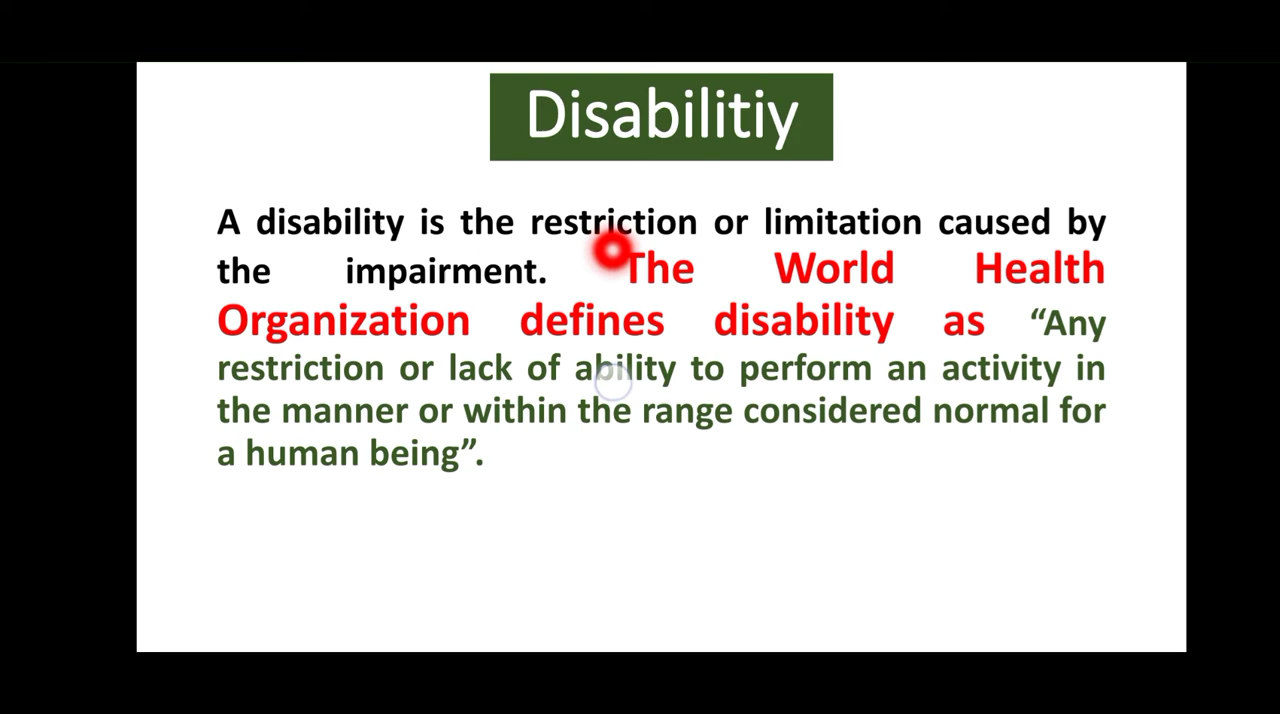 Disabilitiy
A disability is the restriction or limitation caused by
the impairment. The World Health
Organization defines disability as “Any
restriction or lack of ability to perform an activity in
the manner or within the range considered normal for
a human being”.